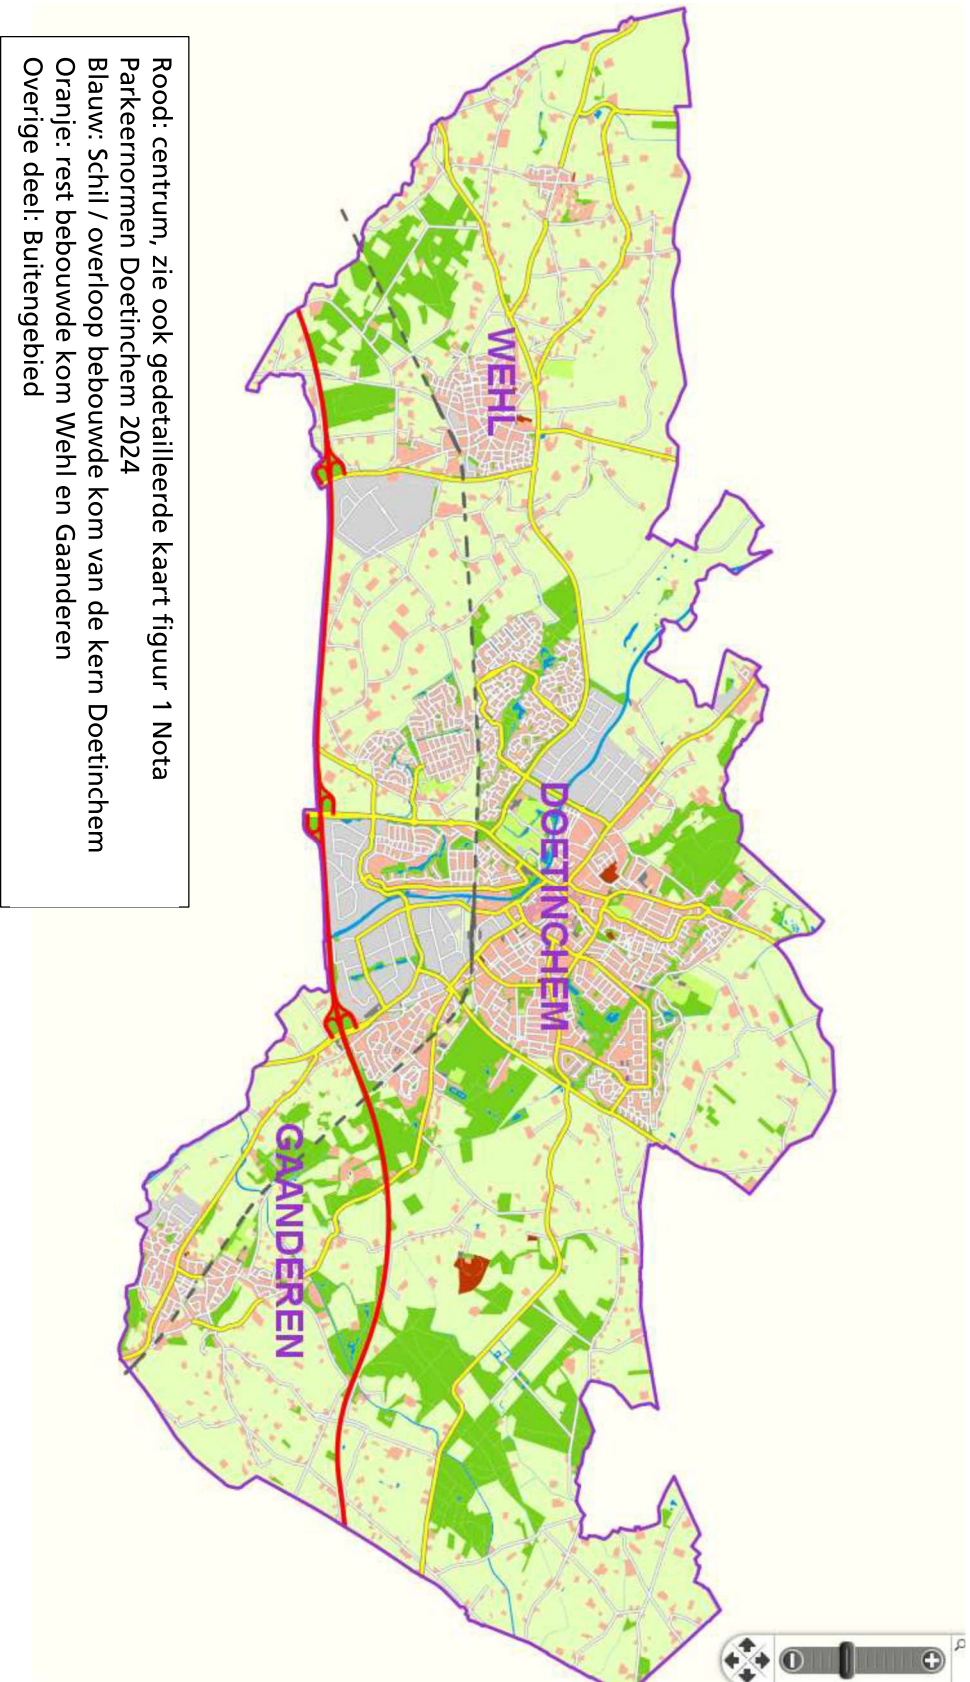 WEHL
DOETINCHEM
GAANDEREN
Rood: centrum, zie ook gedetailleerde kaart figuur 1 Nota
Parkeernormen Doetinchem 2024
Blauw: Schil / overloop bebouwde kom van de kern Doetinchem
Oranje: rest bebouwde kom Wehl en Gaanderen
Overige deel: Buitengebied